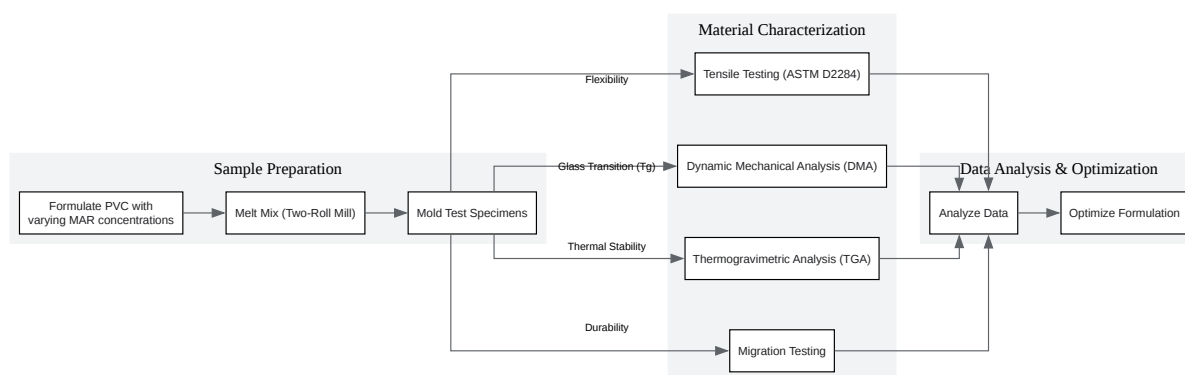 Material Characterization
Tensile Testing (ASTM D2284)
Flexibility
Sample Preparation
Glass Transition (Tg)
Dynamic Mechanical Analysis (DMA)
Data Analysis & Optimization
Formulate PVC with
varying MAR concentrations
Melt Mix (Two-Roll Mill)
Mold Test Specimens
Analyze Data
Optimize Formulation
Thermal Stability
Thermogravimetric Analysis (TGA)
Durability
Migration Testing